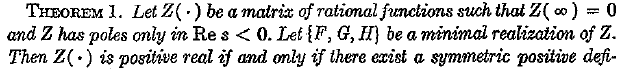 THEOREM 1. Let Z( · ) be a matrix of rational functions such that Z( ∞ ) = 0
and Z has poles only in Re s < 0. Let {F, G, H} be a minimal realization of Z.
Then Z( · ) is positive real if and only if there exist a symmetric positive defi-